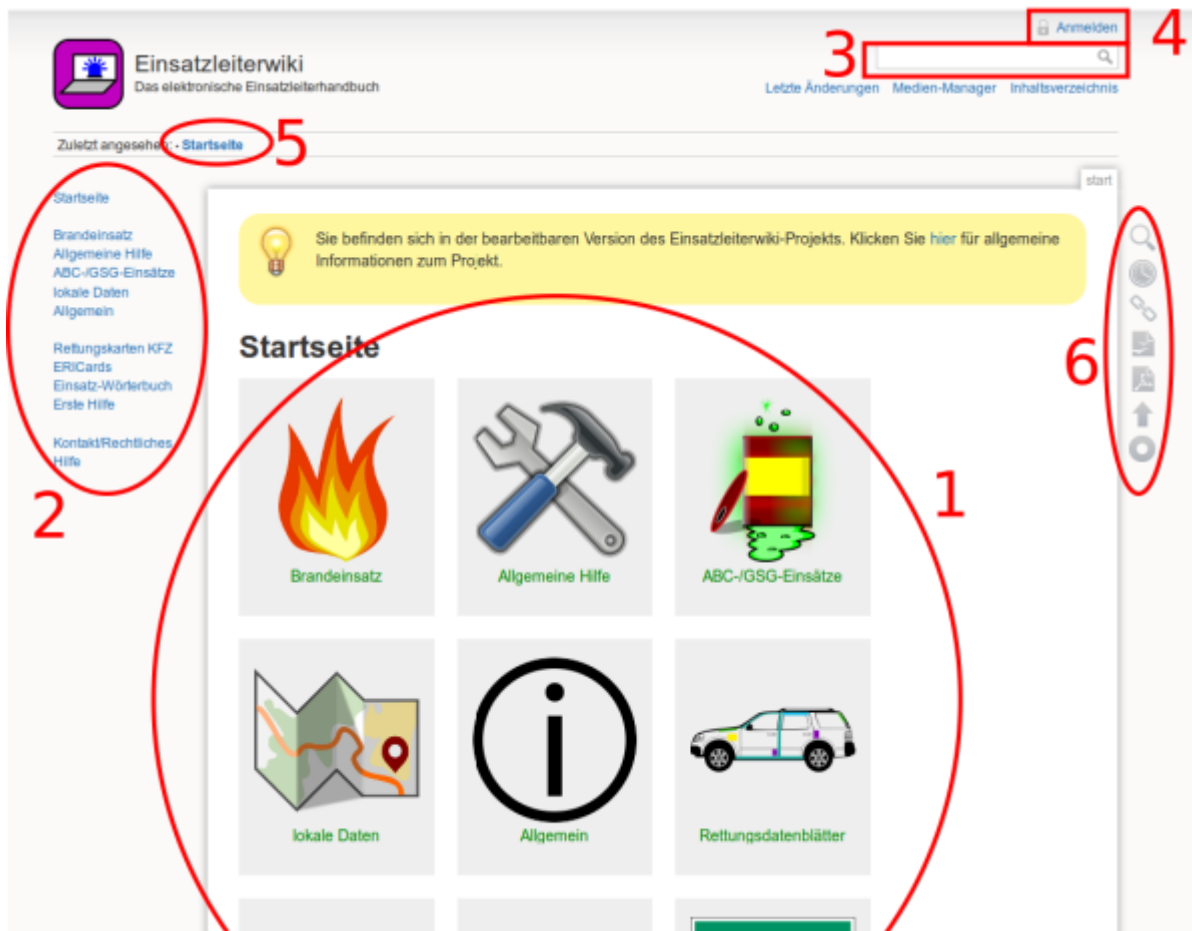 Anmelden
4
Einsatzleiterwiki
3
Das elektronische Einsatzleiterhandbuch
Letzte Änderungen Medien-Manager Inhaltsverzeichnis
Zuletzt angesehen: • Startseite
5
start
Startseite
Brandeinsatz
Allgemeine Hilfe
ABC-/GSG-Einsätze
lokale Daten
Allgemein
Rettungskarten KFZ
ERICards
Einsatz-Wörterbuch
Erste Hilfe
Kontakt/Rechtliches
Hilfe
2
Sie befinden sich in der bearbeitbaren Version des Einsatzleiterwiki-Projekts. Klicken Sie hier für allgemeine
Informationen zum Projekt.
Startseite
6
1
Brandeinsatz Allgemeine Hilfe ABC-/GSG-Einsätze
lokale Daten Allgemein Rettungsdatenblätter